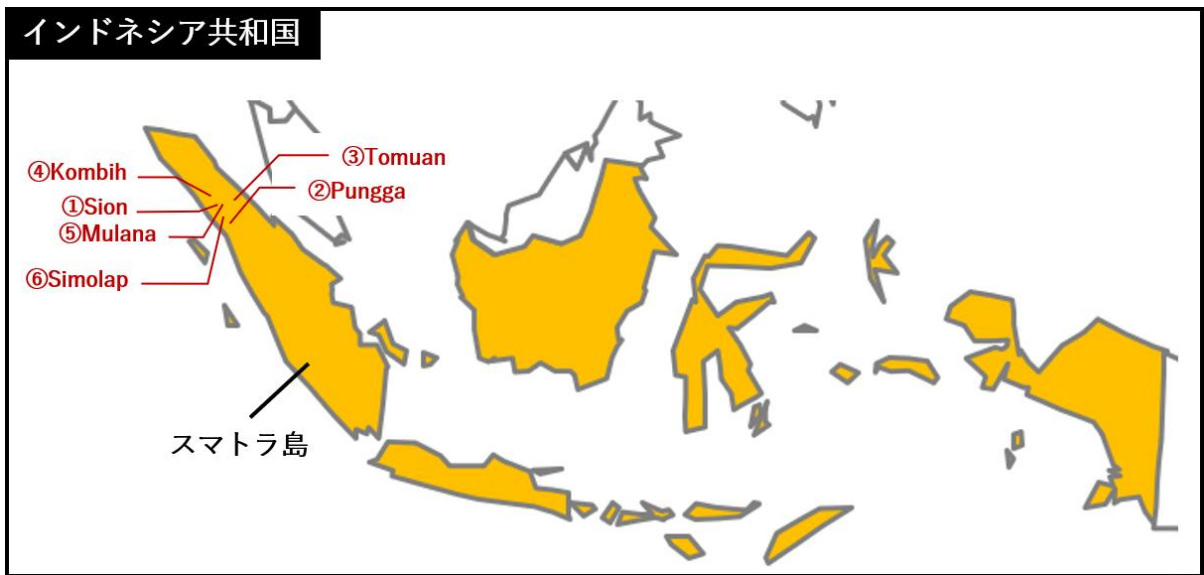 インドネシア共和国
③Tomuan
④Kombih
②Pungga
①Sion
⑤Mulana
⑥Simolap
スマトラ島